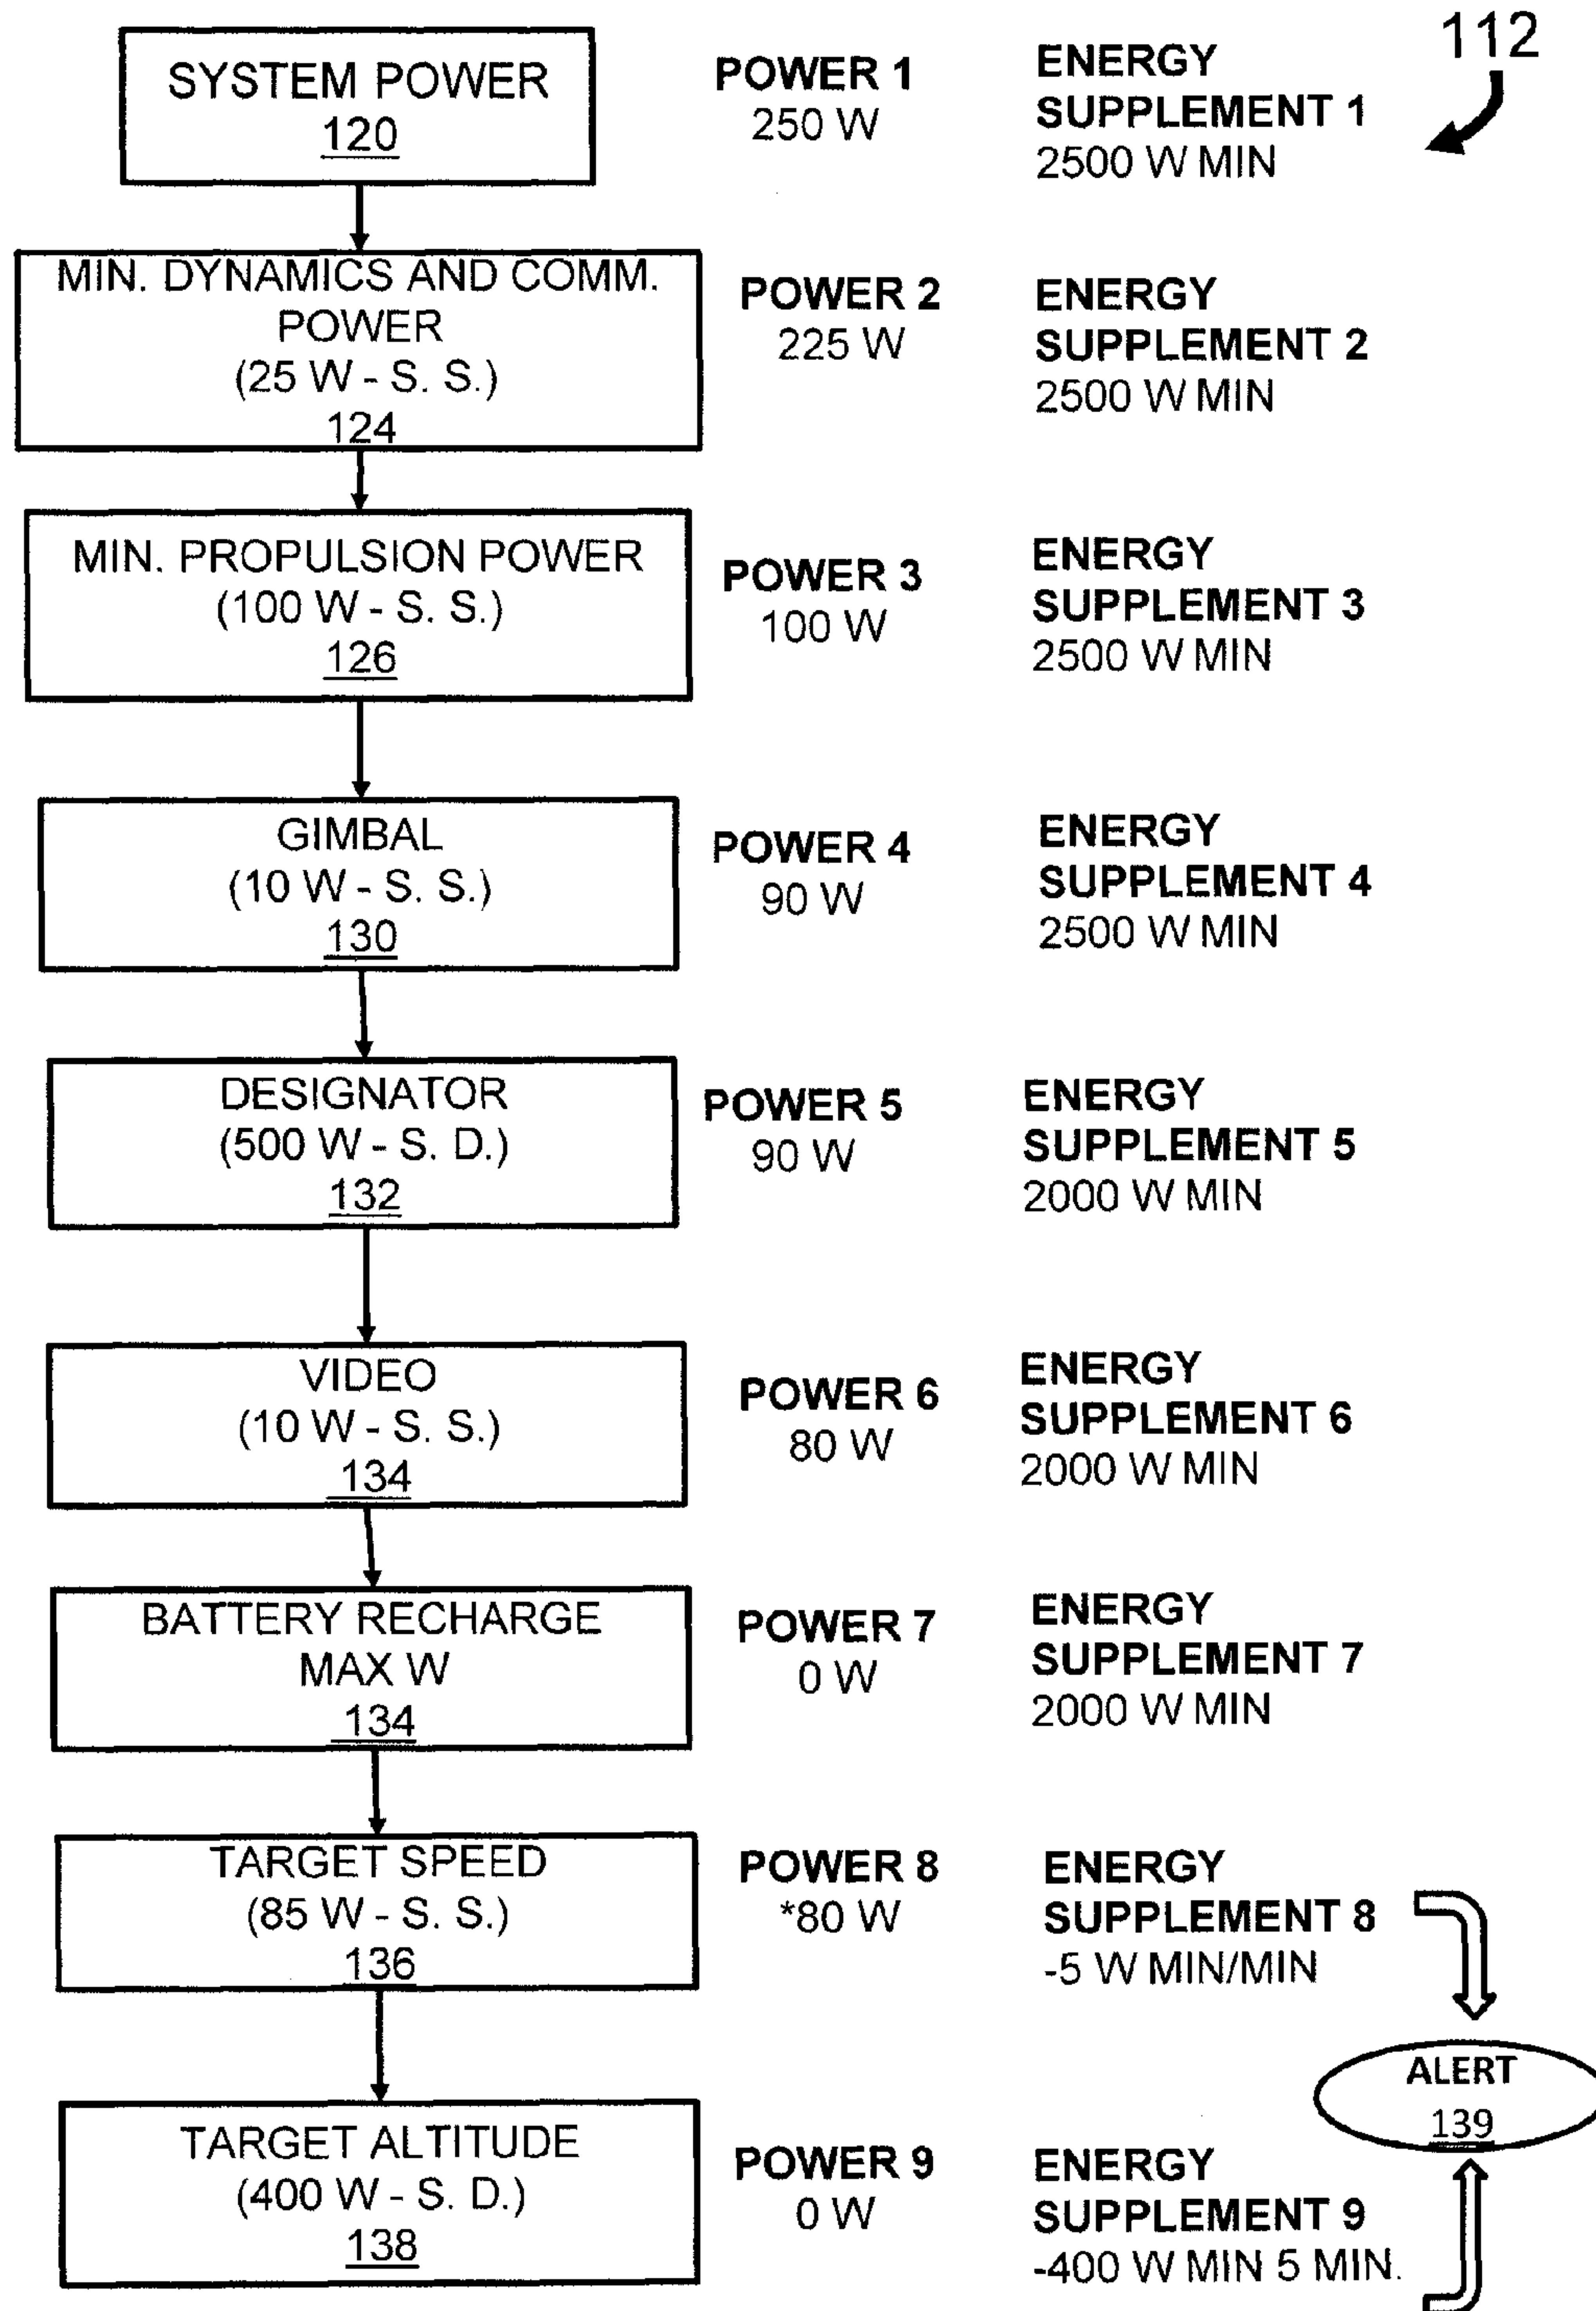 112
SYSTEM POWER
120
POWER 1
250 W
ENERGY
SUPPLEMENT 1
2500 W MIN
MIN. DYNAMICS AND COMM.
POWER
(25 W - S. S.)
124
POWER 2
225 W
ENERGY
SUPPLEMENT 2
2500 W MIN
MIN. PROPULSION POWER
(100 W - S. S.)
126
POWER 3
100 W
ENERGY
SUPPLEMENT 3
2500 W MIN
GIMBAL
(10 W - S. S.)
130
POWER 4
90 W
ENERGY
SUPPLEMENT 4
2500 W MIN
DESIGNATOR
(500 W - S. D.)
132
POWER 5
90 W
ENERGY
SUPPLEMENT 5
2000 W MIN
VIDEO
(10 W - S. S.)
134
POWER 6
80 W
ENERGY
SUPPLEMENT 6
2000 W MIN
BATTERY RECHARGE
MAX W
134
POWER 7
0 W
ENERGY
SUPPLEMENT 7
2000 W MIN
TARGET SPEED
(85 W - S. S.)
136
POWER 8
*80 W
ENERGY
SUPPLEMENT 8
-5 W MIN/MIN
ALERT
139
TARGET ALTITUDE
(400 W - S. D.)
138
POWER 9
0 W
ENERGY
SUPPLEMENT 9
-400 W MIN 5 MIN.